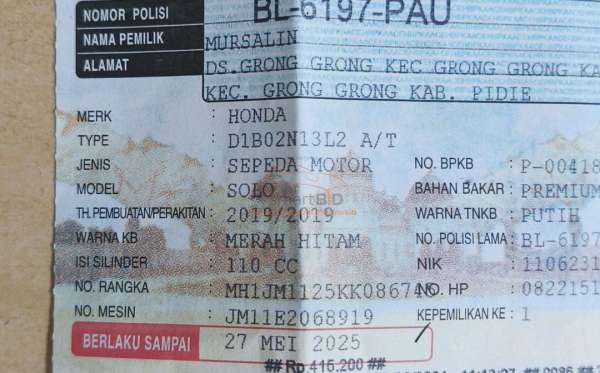 NOMOR POLISI BL-6197-PAU
NAMA PEMILIK MURSALIN
ALAMAT DS.GRONG GRONG KEC GRONG GRONG KA
KEC. GRONG GRONG KAB. PIDIE
MERK : HONDA
TYPE : D1B02N13L2 A/T
JENIS : SEPEDA MOTOR NO. BPKB : P-00418
MODEL : SOLO BAHAN BAKAR : PREMIUM
TH. PEMBUATAN/PERAKITAN : 2019/2019 WARNA TNKB : PUTIH
WARNA KB : MERAH HITAM NO. POLISI LAMA : BL-6197
ISI SILINDER : 110 CC NIK : 1106231
NO. RANGKA : MH1JM1125KK086746 NO. HP : 0822151
NO. MESIN : JM11E2068919 KEPEMILIKAN KE : 1
BERLAKU SAMPAI 27 MEI 2025
## Rp.415.200 ##